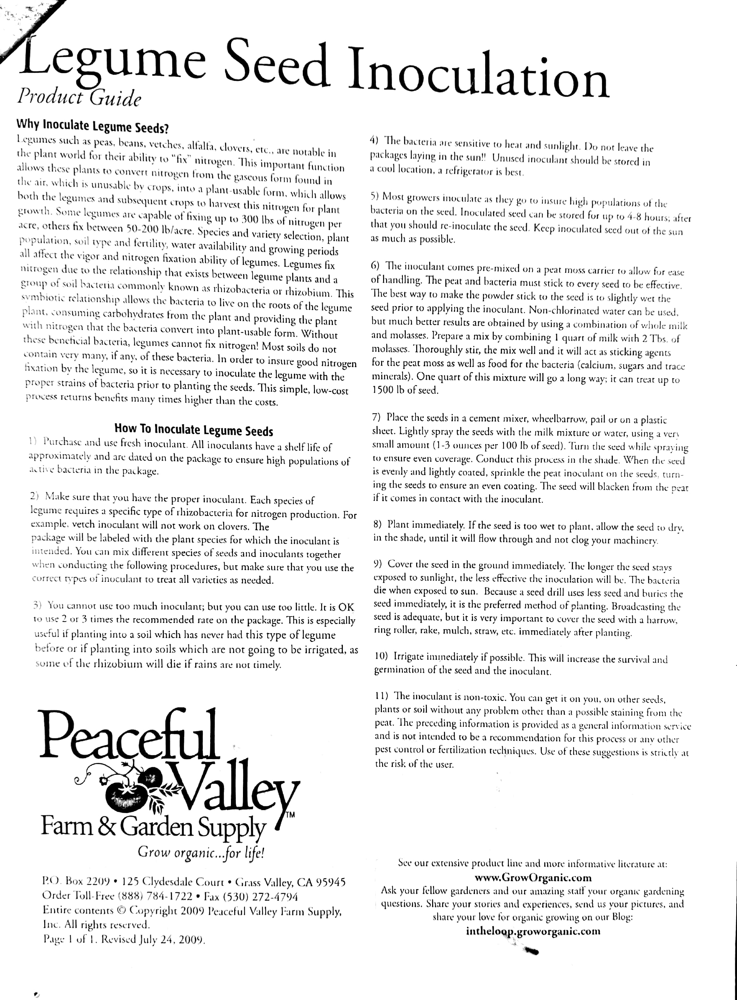 Legume Seed Inoculation
Product Guide
Why Inoculate Legume Seeds?
Legumes such as peas, beans, vetches, alfalfa, clovers, etc., are notable in
the plant world for their ability to "fix" nitrogen. This important function
allows these plants to convert nitrogen from the gaseous form found in
the air, which is unusable by crops, into a plant-usable form, which allows
both the legumes and subsequent crops to harvest this nitrogen for plant
growth. Some legumes are capable of fixing up to 300 lbs of nitrogen per
acre, others fix between 50-200 lb/acre. Species and variety selection, plant
population, soil type and fertility, water availability and growing periods
all affect the vigor and nitrogen fixation ability of legumes. Legumes fix
nitrogen due to the relationship that exists between legume plants and a
group of soil bacteria commonly known as rhizobacteria or rhizobium. This
symbiotic relationship allows the bacteria to live on the roots of the legume
plant, consuming carbohydrates from the plant and providing the plant
with nitrogen that the bacteria convert into plant-usable form. Without
these beneficial bacteria, legumes cannot fix nitrogen! Most soils do not
contain very many, if any, of these bacteria. In order to insure good nitrogen
fixation by the legume, so it is necessary to inoculate the legume with the
proper strains of bacteria prior to planting the seeds. This simple, low-cost
process returns benefits many times higher than the costs.
How To Inoculate Legume Seeds
1) Purchase and use fresh inoculant. All inoculants have a shelf life of
approximately and are dated on the package to ensure high populations of
active bacteria in the package.
2) Make sure that you have the proper inoculant. Each species of
legume requires a specific type of rhizobacteria for nitrogen production. For
example, vetch inoculant will not work on clovers. The
package will be labeled with the plant species for which the inoculant is
intended. You can mix different species of seeds and inoculants together
when conducting the following procedures, but make sure that you use the
correct types of inoculant to treat all varieties as needed.
3) You cannot use too much inoculant; but you can use too little. It is OK
to use 2 or 3 times the recommended rate on the package. This is especially
useful if planting into a soil which has never had this type of legume
before or if planting into soils which are not going to be irrigated, as
some of the rhizobium will die if rains are not timely.
4) The bacteria are sensitive to heat and sunlight. Do not leave the
packages laying in the sun!! Unused inoculant should be stored in
a cool location, a refrigerator is best.
5) Most growers inoculate as they go to insure high populations of the
bacteria on the seed. Inoculated seed can be stored for up to 4-8 hours; after
that you should re-inoculate the seed. Keep inoculated seed out of the sun
as much as possible.
6) The inoculant comes pre-mixed on a peat moss carrier to allow for ease
of handling. The peat and bacteria must stick to every seed to be effective.
The best way to make the powder stick to the seed is to slightly wet the
seed prior to applying the inoculant. Non-chlorinated water can be used,
but much better results are obtained by using a combination of whole milk
and molasses. Prepare a mix by combining 1 quart of milk with 2 Tbs. of
molasses. Thoroughly stir, the mix well and it will act as sticking agents
for the peat moss as well as food for the bacteria (calcium, sugars and trace
minerals). One quart of this mixture will go a long way; it can treat up to
1500 lb of seed.
7) Place the seeds in a cement mixer, wheelbarrow, pail or on a plastic
sheet. Lightly spray the seeds with the milk mixture or water, using a very
small amount (1-3 ounces per 100 lb of seed). Turn the seed while spraying
to ensure even coverage. Conduct this process in the shade. When the seed
is evenly and lightly coated, sprinkle the peat inoculant on the seeds, turn-
ing the seeds to ensure an even coating. The seed will blacken from the peat
if it comes in contact with the inoculant.
8) Plant immediately. If the seed is too wet to plant, allow the seed to dry,
in the shade, until it will flow through and not clog your machinery.
9) Cover the seed in the ground immediately. The longer the seed stays
exposed to sunlight, the less effective the inoculation will be. The bacteria
die when exposed to sun. Because a seed drill uses less seed and buries the
seed immediately, it is the preferred method of planting. Broadcasting the
seed is adequate, but it is very important to cover the seed with a harrow,
ring roller, rake, mulch, straw, etc. immediately after planting.
10) Irrigate immediately if possible. This will increase the survival and
germination of the seed and the inoculant.
11) The inoculant is non-toxic. You can get it on you, on other seeds,
plants or soil without any problem other than a possible staining from the
peat. The preceding information is provided as a general information service
and is not intended to be a recommendation for this process or any other
pest control or fertilization techniques. Use of these suggestions is strictly at
the risk of the user.
Peaceful
Valley™
Farm & Garden Supply
Grow organic...for life!
P.O. Box 2209 • 125 Clydesdale Court • Grass Valley, CA 95945
Order Toll-Free (888) 784-1722 • Fax (530) 272-4794
Entire contents © Copyright 2009 Peaceful Valley Farm Supply,
Inc. All rights reserved.
Page 1 of 1. Revised July 24, 2009.
See our extensive product line and more informative literature at:
www.GrowOrganic.com
Ask your fellow gardeners and our amazing staff your organic gardening
questions. Share your stories and experiences, send us your pictures, and
share your love for organic growing on our Blog:
intheloop.groworganic.com